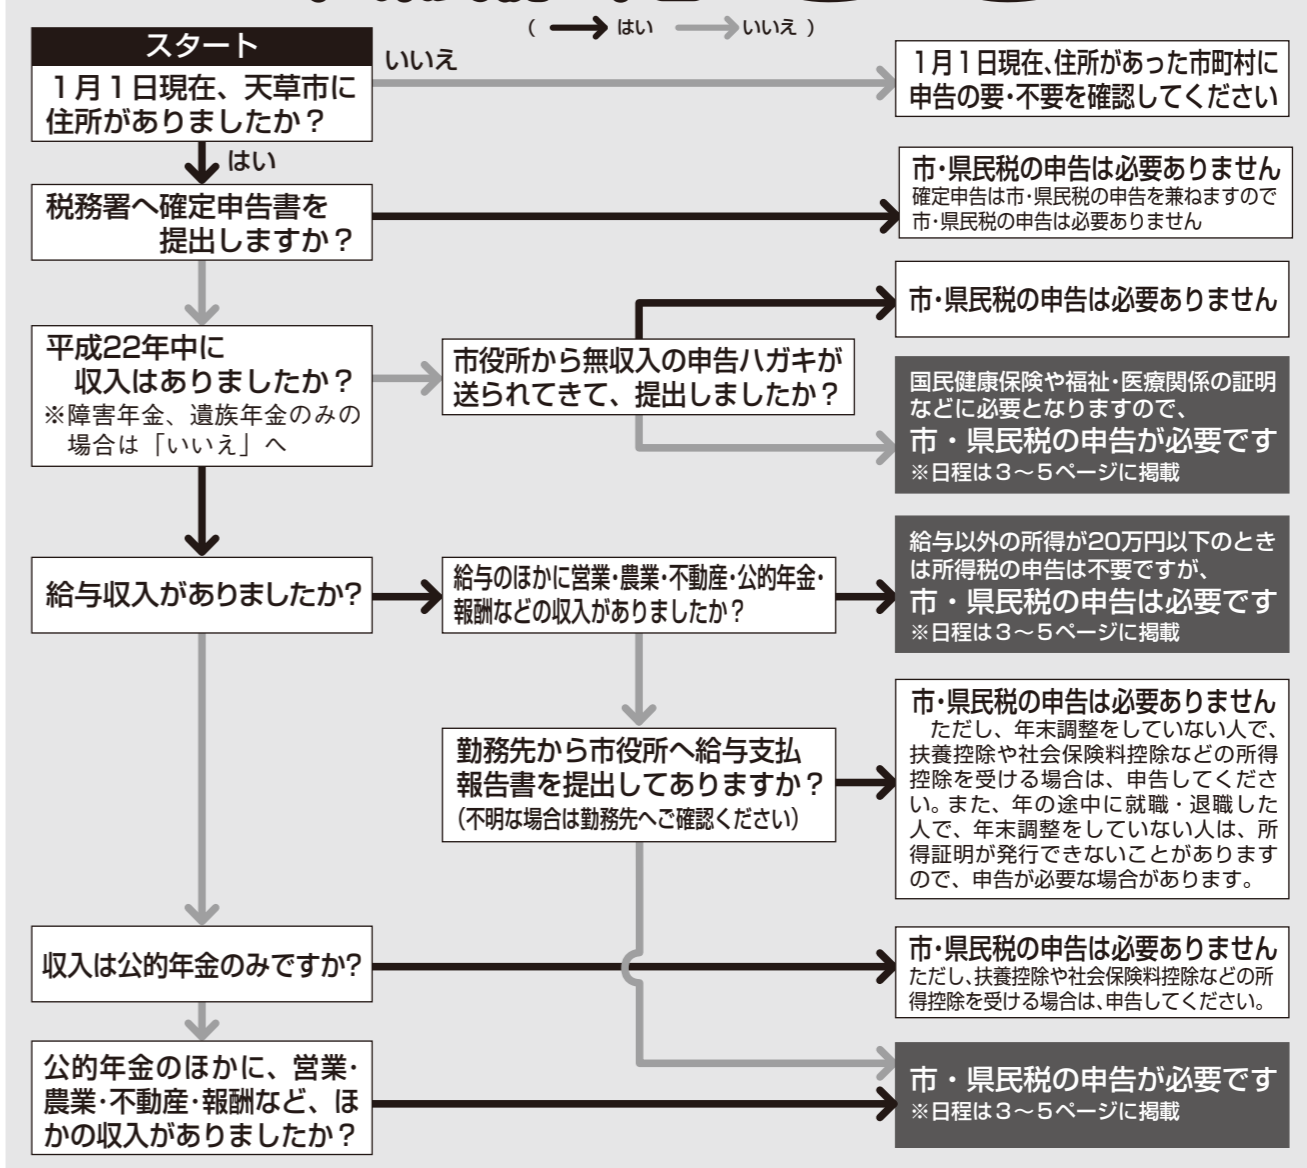 ( はい いいえ )
スタート
1月1日現在、天草市に
住所がありましたか？
いいえ
1月1日現在、住所があった市町村に
申告の要・不要を確認してください
はい
税務署へ確定申告書を
提出しますか？
市・県民税の申告は必要ありません
確定申告は市・県民税の申告を兼ねますので
市・県民税の申告は必要ありません
平成22年中に
収入はありましたか？
※障害年金、遺族年金のみの
場合は「いいえ」へ
市役所から無収入の申告ハガキが
送られてきて、提出しましたか？
市・県民税の申告は必要ありません
国民健康保険や福祉・医療関係の証明
などに必要となりますので、
市・県民税の申告が必要です
※日程は3～5ページに掲載
給与収入がありましたか？
給与のほかに営業・農業・不動産・公的年金・
報酬などの収入がありましたか？
給与以外の所得が20万円以下のとき
は所得税の申告は不要ですが、
市・県民税の申告は必要です
※日程は3～5ページに掲載
勤務先から市役所へ給与支払
報告書を提出してありますか？
（不明な場合は勤務先へご確認ください）
市・県民税の申告は必要ありません
ただし、年末調整をしていない人で、
扶養控除や社会保険料控除などの所得
控除を受ける場合は、申告してくださ
い。また、年の途中に就職・退職した
人で、年末調整をしていない人は、所
得証明が発行できないことがあります
ので、申告が必要な場合があります。
収入は公的年金のみですか？
市・県民税の申告は必要ありません
ただし、扶養控除や社会保険料控除などの所
得控除を受ける場合は、申告してください。
公的年金のほかに、営業・
農業・不動産・報酬など、ほ
かの収入がありましたか？
市・県民税の申告が必要です
※日程は3～5ページに掲載